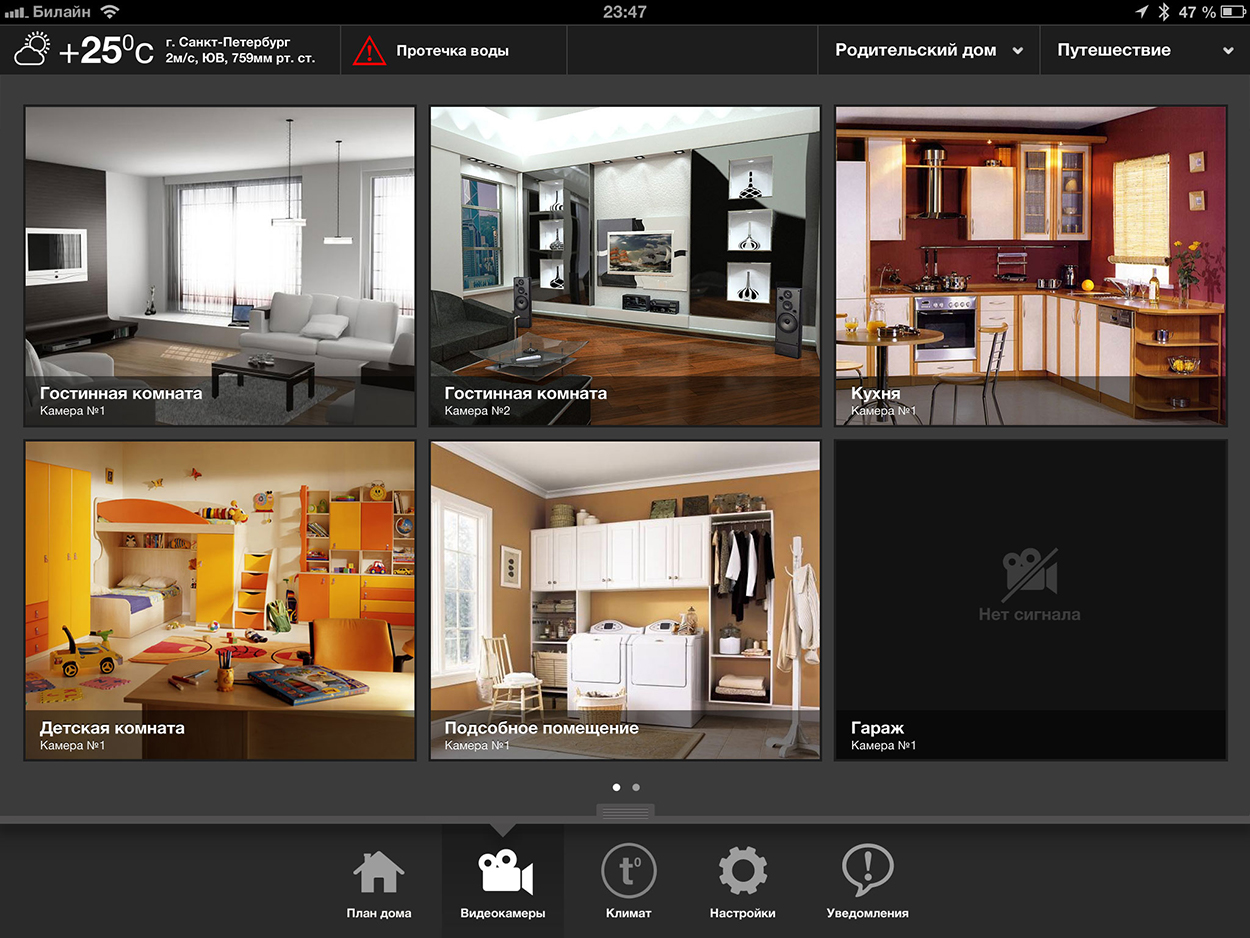 Билайн
23:47
47 %
+25⁰C
г. Санкт-Петербург
2м/с, ЮВ, 759мм рт. ст.
Протечка воды
Родительский дом
Путешествие
Гостинная комната
Камера №1
Гостинная комната
Камера №2
Кухня
Камера №1
Детская комната
Камера №1
Подсобное помещение
Камера №1
Нет сигнала
Гараж
Камера №1
t⁰
План дома
Видеокамеры
Климат
Настройки
Уведомления